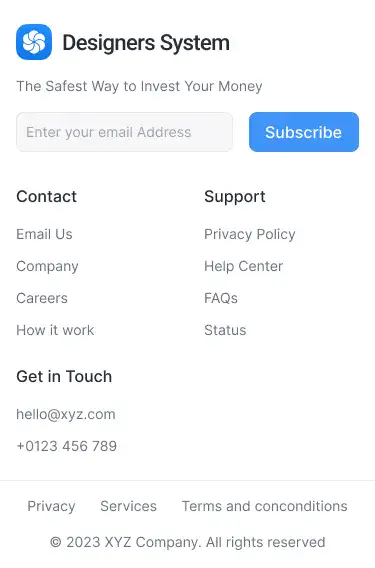 Designers System
The Safest Way to Invest Your Money
Enter your email Address
Subscribe
Contact
Email Us
Company
Careers
How it work
Support
Privacy Policy
Help Center
FAQs
Status
Get in Touch
hello@xyz.com
+0123 456 789
Privacy Services Terms and conconditions
© 2023 XYZ Company. All rights reserved